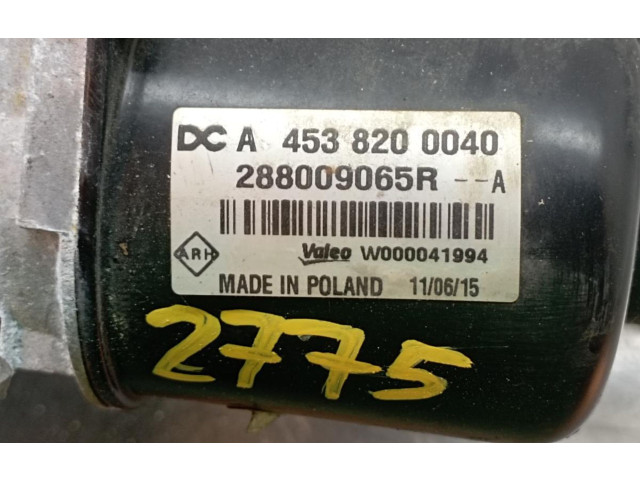 DC A 453 820 0040
288009065R --A
ARH Valeo W000041994
MADE IN POLAND 11/06/15
2775